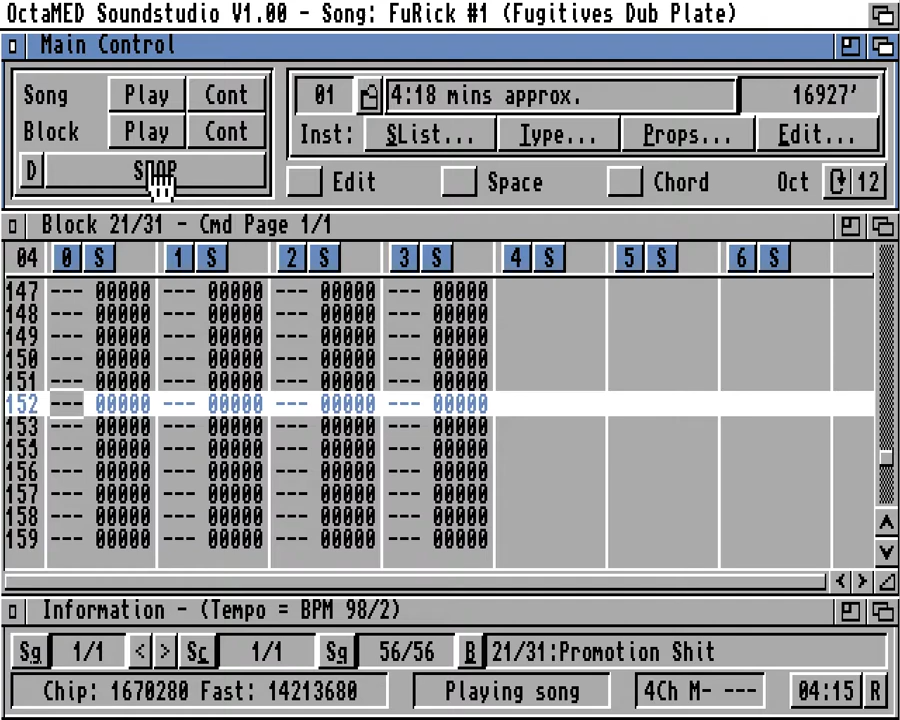 OctaMED Soundstudio V1.00 - Song: FuRick #1 (Fugitives Dub Plate)
Main Control
Song Play Cont 01 4:18 mins approx. 16927'
Block Play Cont Inst: SList... Type... Props... Edit...
D STOP Edit Space Chord Oct 12
Block 21/31 - Cmd Page 1/1
04 0 S 1 S 2 S 3 S 4 S 5 S 6 S
147 --- 00000 --- 00000 --- 00000 --- 00000
148 --- 00000 --- 00000 --- 00000 --- 00000
149 --- 00000 --- 00000 --- 00000 --- 00000
150 --- 00000 --- 00000 --- 00000 --- 00000
151 --- 00000 --- 00000 --- 00000 --- 00000
152 --- 00000 --- 00000 --- 00000 --- 00000
153 --- 00000 --- 00000 --- 00000 --- 00000
155 --- 00000 --- 00000 --- 00000 --- 00000
156 --- 00000 --- 00000 --- 00000 --- 00000
157 --- 00000 --- 00000 --- 00000 --- 00000
158 --- 00000 --- 00000 --- 00000 --- 00000
159 --- 00000 --- 00000 --- 00000 --- 00000
Information - (Tempo = BPM 98/2)
Sg 1/1 < > Sc 1/1 Sq 56/56 B 21/31:Promotion Shit
Chip: 1670280 Fast: 14213680 Playing song 4Ch M- --- 04:15 R